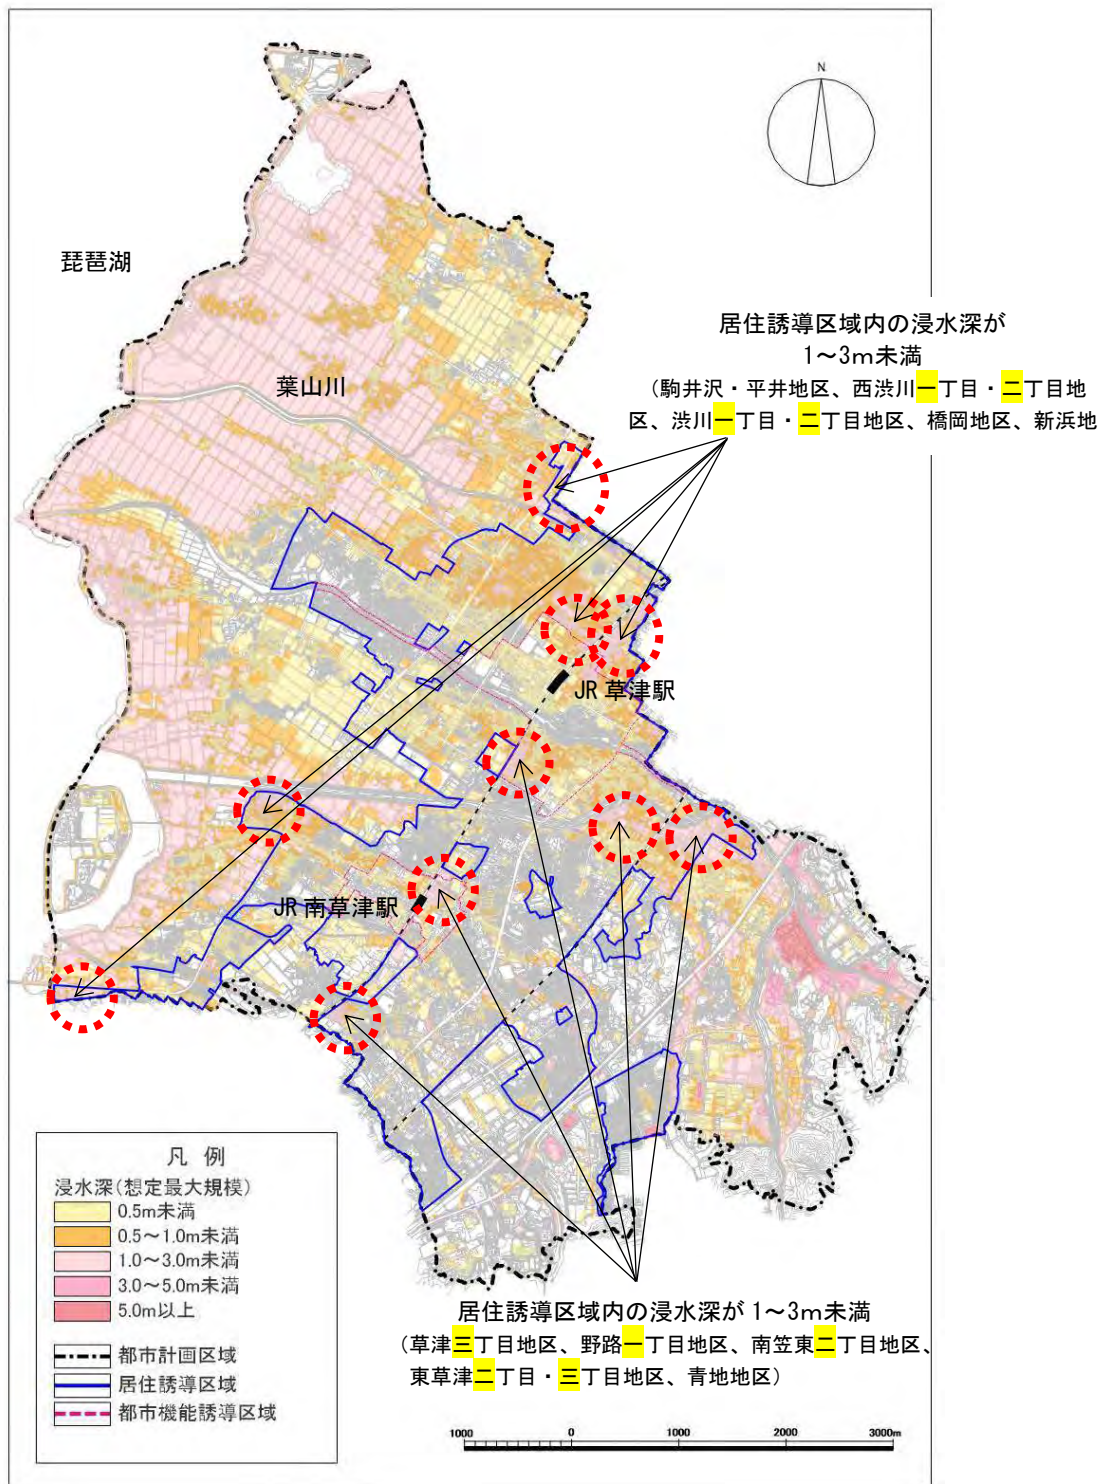 N
琵琶湖
葉山川
居住誘導区域内の浸水深が
1～3m未満
（駒井沢・平井地区、西渋川一丁目・二丁目地
区、渋川一丁目・二丁目地区、橋岡地区、新浜地
JR 草津駅
JR 南草津駅
凡 例
浸水深(想定最大規模)
0.5m未満
0.5～1.0m未満
1.0～3.0m未満
3.0～5.0m未満
5.0m以上
都市計画区域
居住誘導区域
都市機能誘導区域
居住誘導区域内の浸水深が 1～3m未満
（草津三丁目地区、野路一丁目地区、南笠東二丁目地区、
東草津二丁目・三丁目地区、青地地区）
1000 0 1000 2000 3000m